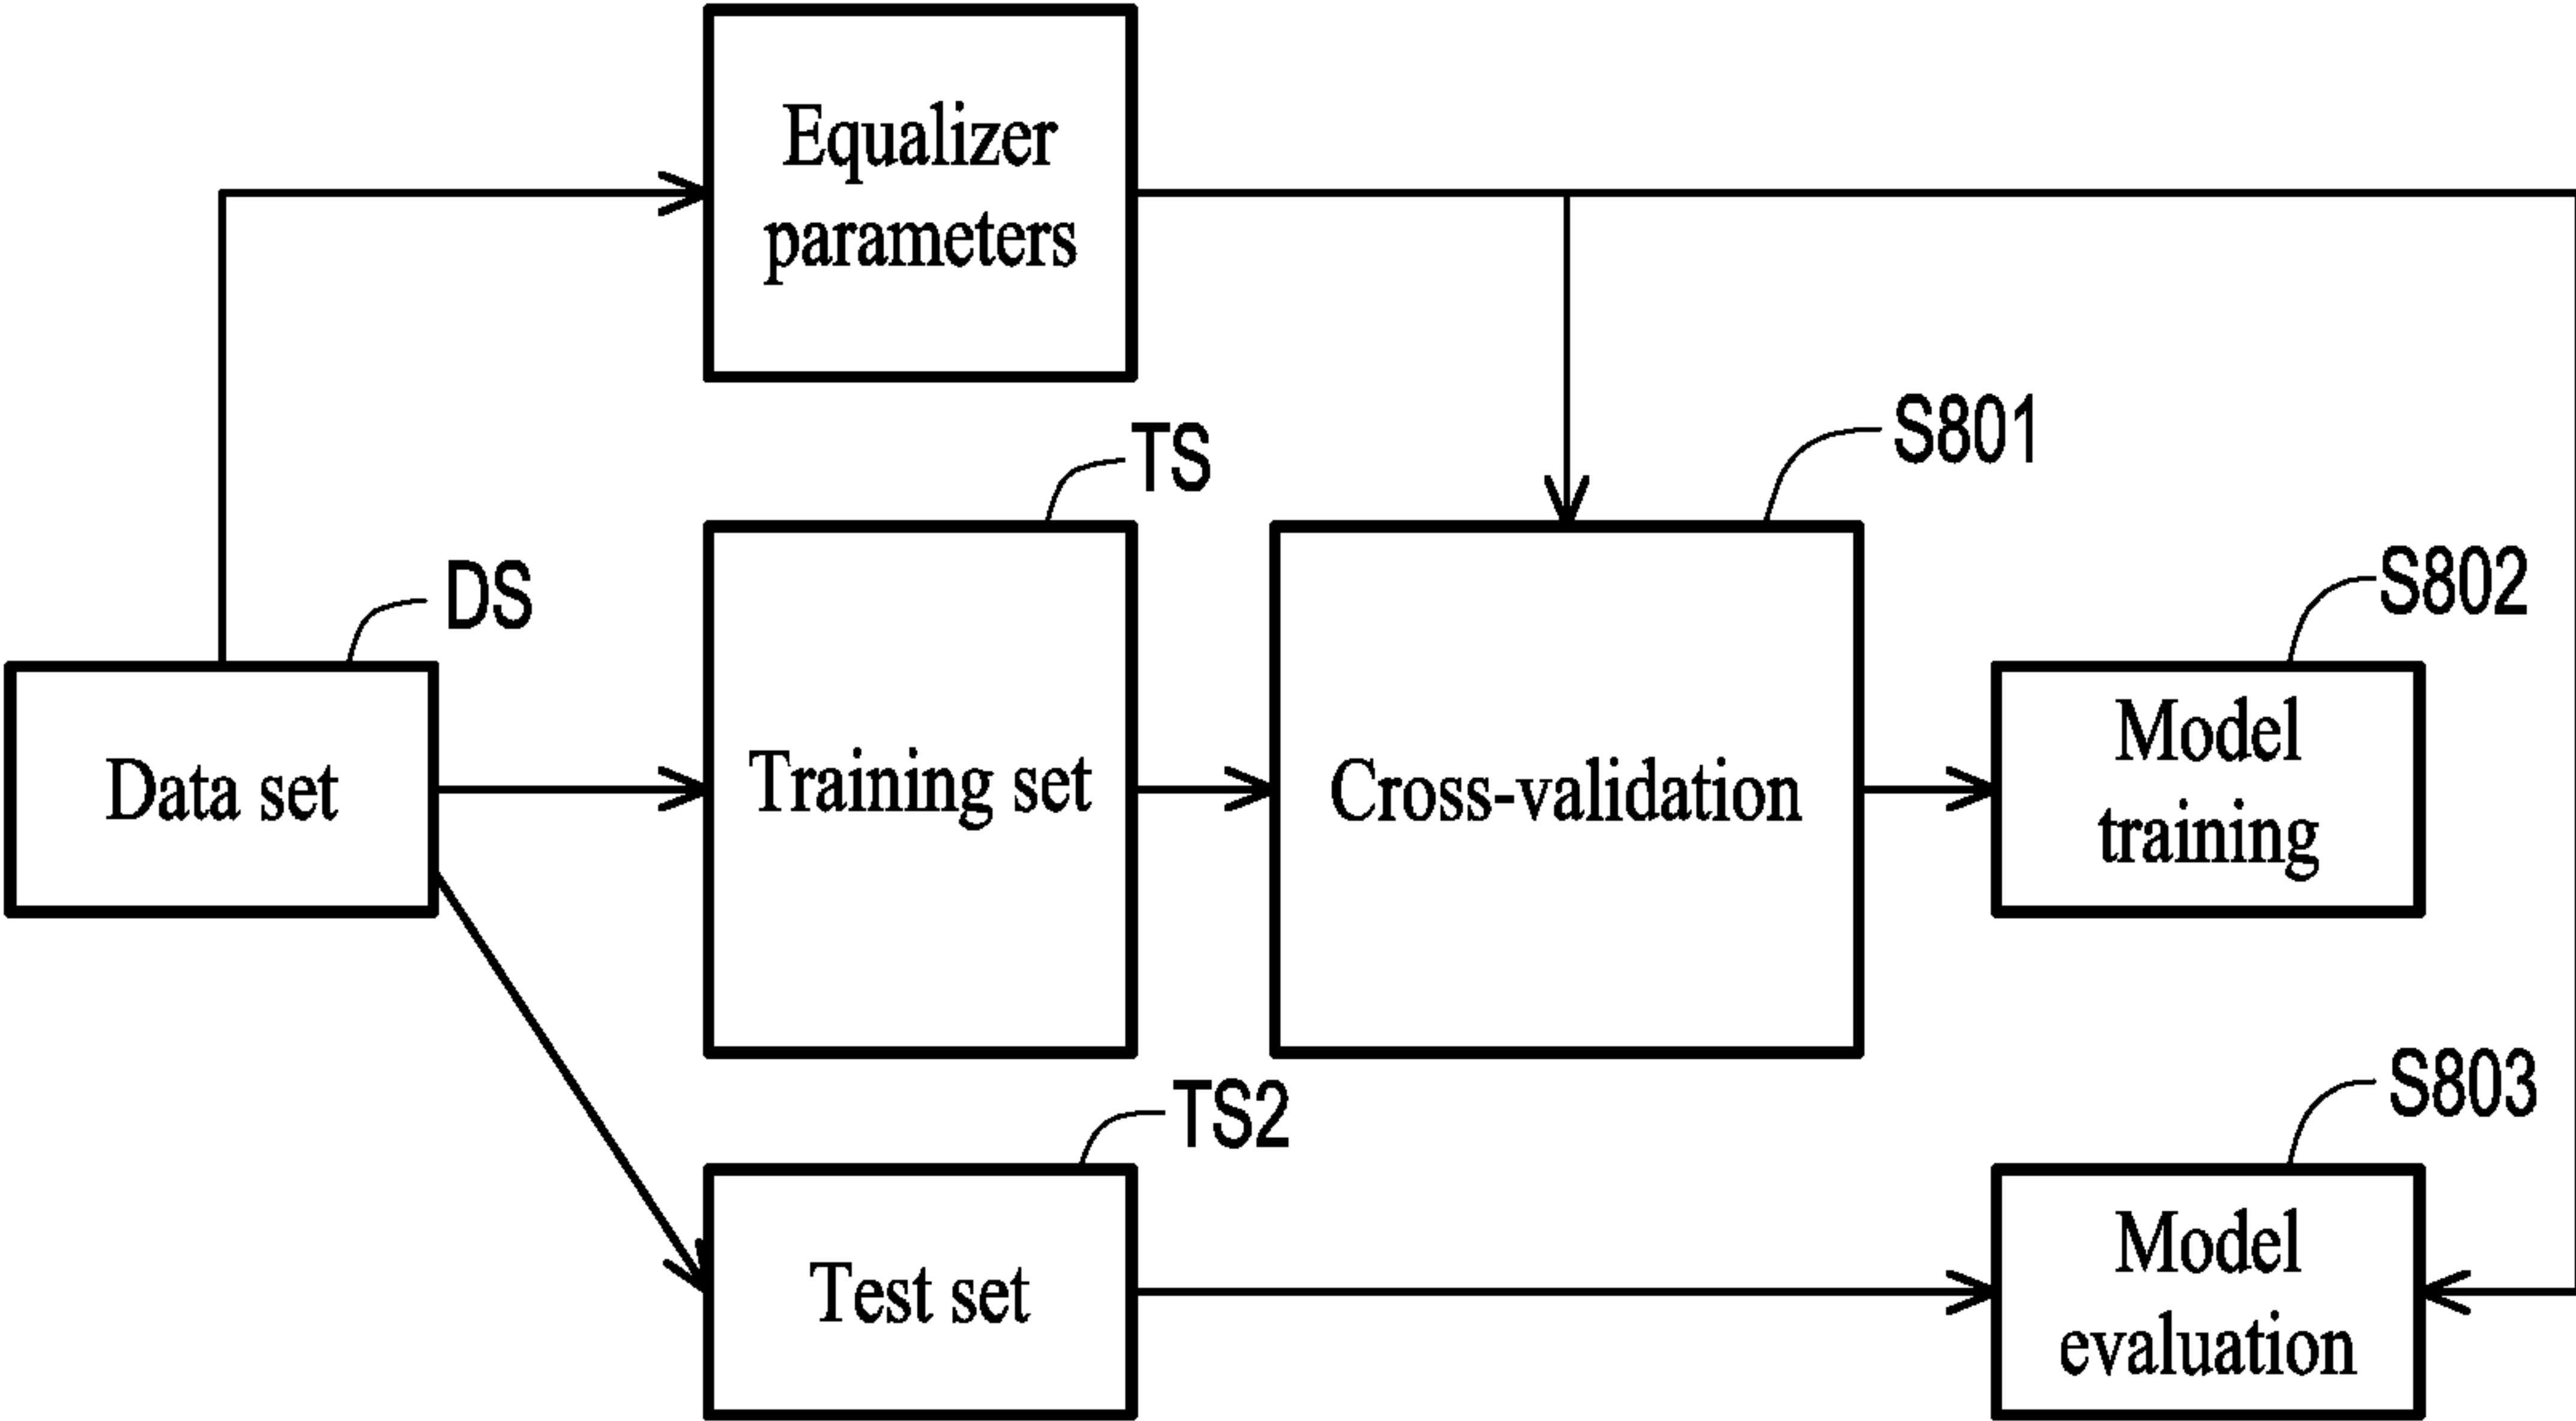 Equalizer
parameters
TS
S801
DS
S802
Data set
Training set
Cross-validation
Model
training
TS2
S803
Test set
Model
evaluation